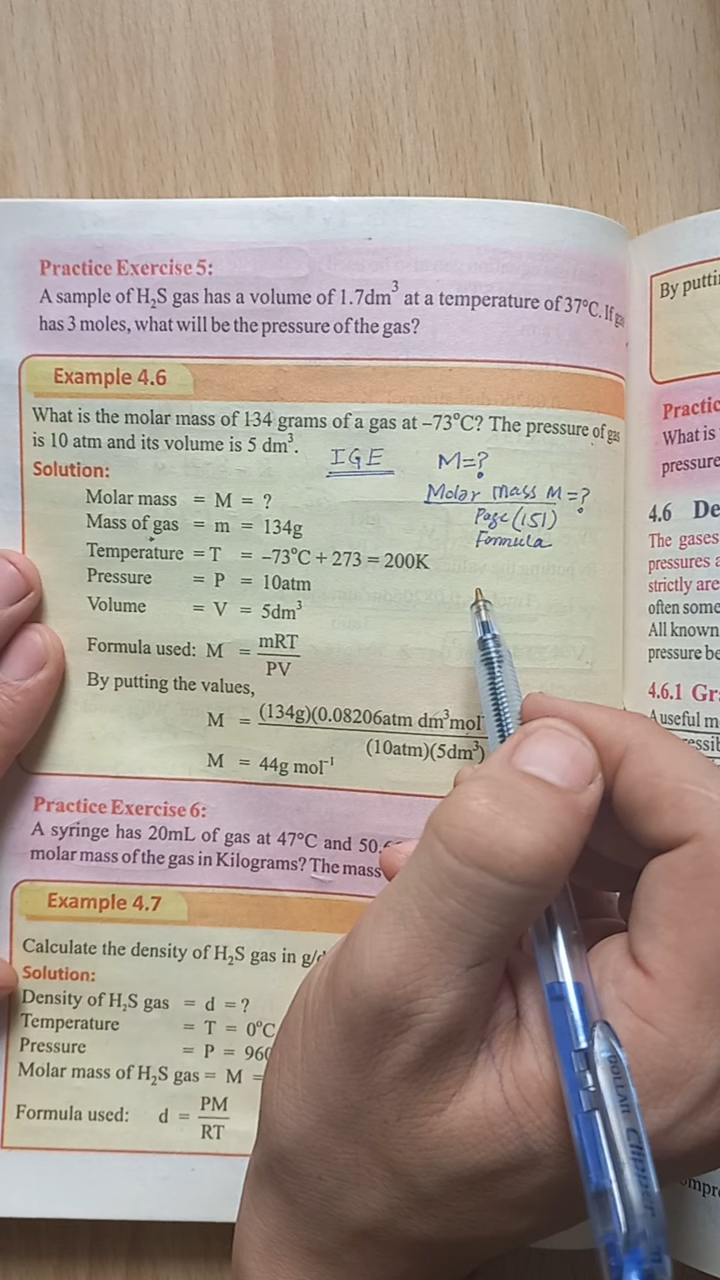 Practice Exercise 5:
A sample of H₂S gas has a volume of 1.7dm³ at a temperature of 37°C. If
has 3 moles, what will be the pressure of the gas?
Example 4.6
What is the molar mass of 134 grams of a gas at –73°C? The pressure of gas
is 10 atm and its volume is 5 dm³.
IGE
M=?
Molar mass M=?
Page (151)
Formula
Solution:
Molar mass = M = ?
Mass of gas = m = 134g
Temperature = T = –73°C + 273 = 200K
Pressure = P = 10atm
Volume = V = 5dm³
Formula used: M = mRT
PV
By putting the values,
M = (134g)(0.08206atm dm³mol
(10atm)(5dm³)
M = 44g mol⁻¹
Practice Exercise 6:
A syringe has 20mL of gas at 47°C and 50.
molar mass of the gas in Kilograms? The mass
Example 4.7
Calculate the density of H₂S gas in
Solution:
Density of H₂S gas = d = ?
Temperature = T = 0°C
Pressure = P = 960
Molar mass of H₂S gas = M =
Formula used: d = PM
RT
By putti
Practic
What is
pressure
4.6 De
The gases
pressures a
strictly are
often some
All known
pressure be
4.6.1 Gr
A useful m
DOLLAR Clipper